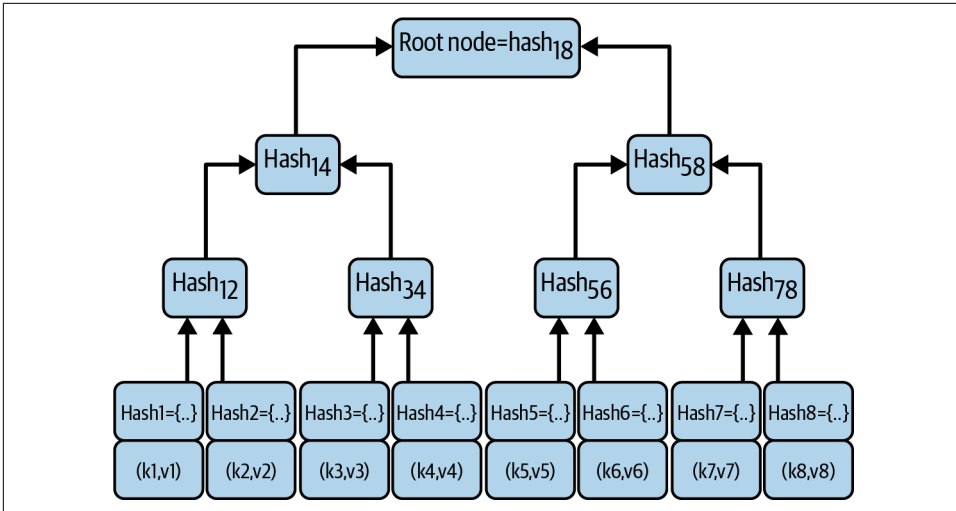 Root node=hash18
Hash14
Hash58
Hash12
Hash34
Hash56
Hash78
Hash1={..}
Hash2={..}
Hash3={..}
Hash4={..}
Hash5={..}
Hash6={..}
Hash7={..}
Hash8={..}
(k1,v1)
(k2,v2)
(k3,v3)
(k4,v4)
(k5,v5)
(k6,v6)
(k7,v7)
(k8,v8)